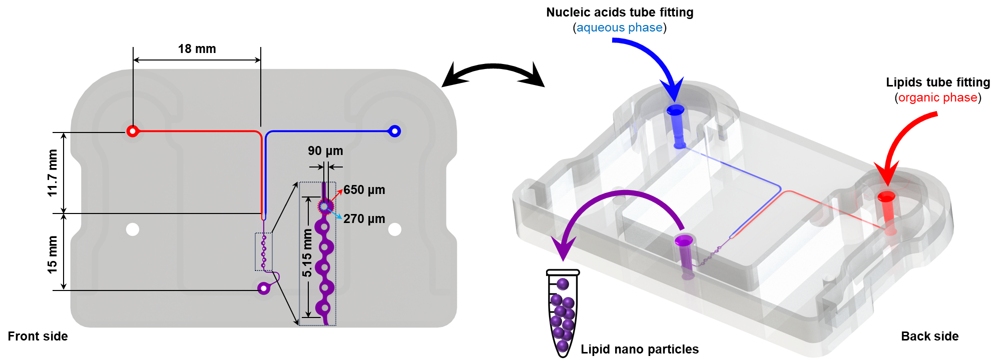 Nucleic acids tube fitting
(aqueous phase)
Lipids tube fitting
(organic phase)
18 mm
11.7 mm
15 mm
90 µm
650 µm
270 µm
5.15 mm
Front side
Lipid nano particles
Back side